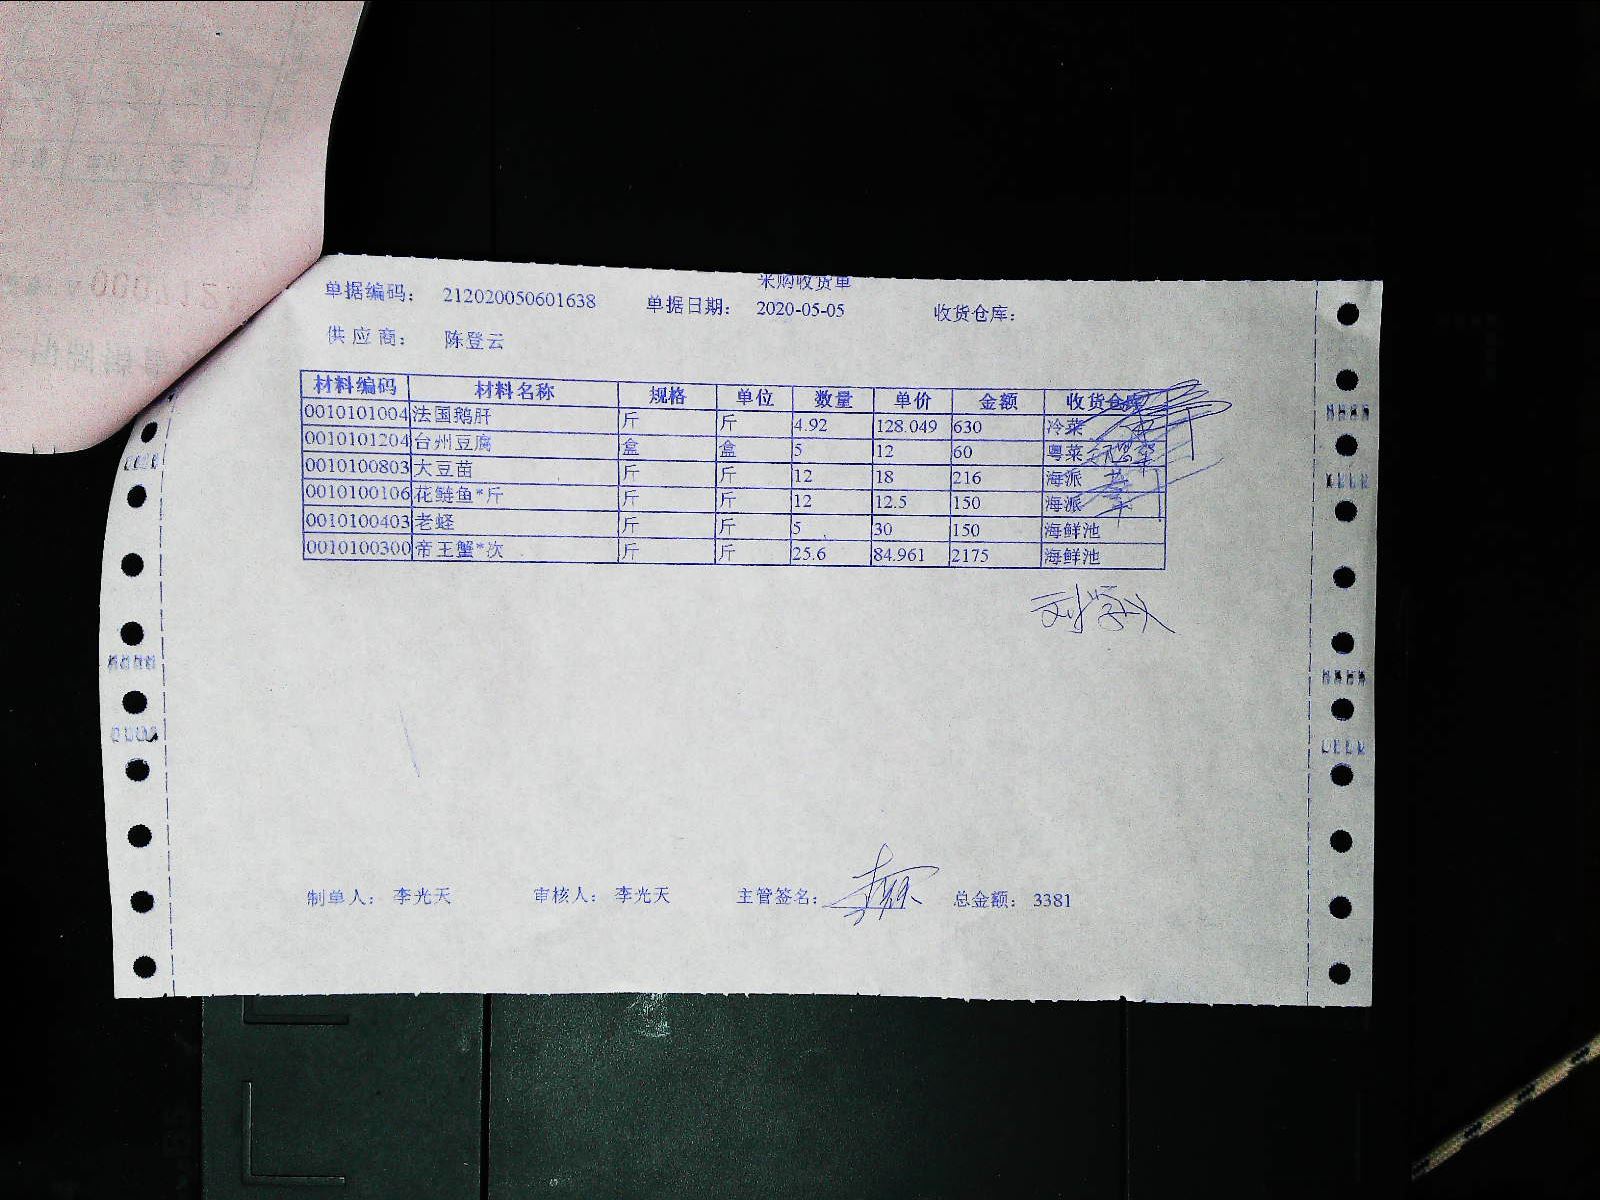 采购收货单
单据编码： 212020050601638 单据日期： 2020-05-05 收货仓库：
供应商： 陈登云
材料编码 材料名称 规格 单位 数量 单价 金额 收货仓库
0010101004 法国鹅肝 斤 斤 4.92 128.049 630 冷菜
0010101204 台州豆腐 盒 盒 5 12 60 粤菜
0010100803 大豆苗 斤 斤 12 18 216 海派
0010100106 花鲢鱼*斤 斤 斤 12 12.5 150 海派
0010100403 老蛏 斤 斤 5 30 150 海鲜池
0010100300 帝王蟹*次 斤 斤 25.6 84.961 2175 海鲜池
制单人： 李光天 审核人： 李光天 主管签名： 总金额： 3381